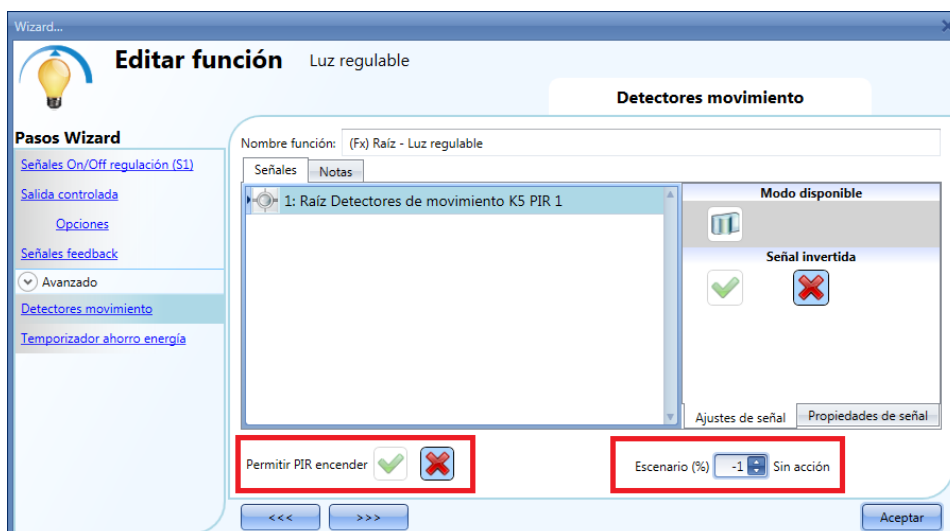 Wizard...
Editar función Luz regulable
Detectores movimiento
Pasos Wizard
Señales On/Off regulación (S1)
Salida controlada
Opciones
Señales feedback
Avanzado
Detectores movimiento
Temporizador ahorro energía
Nombre función: (Fx) Raíz - Luz regulable
Señales Notas
1: Raíz Detectores de movimiento K5 PIR 1
Modo disponible
Señal invertida
Ajustes de señal Propiedades de señal
Permitir PIR encender
Escenario (%) -1 Sin acción
<<< >>> Aceptar